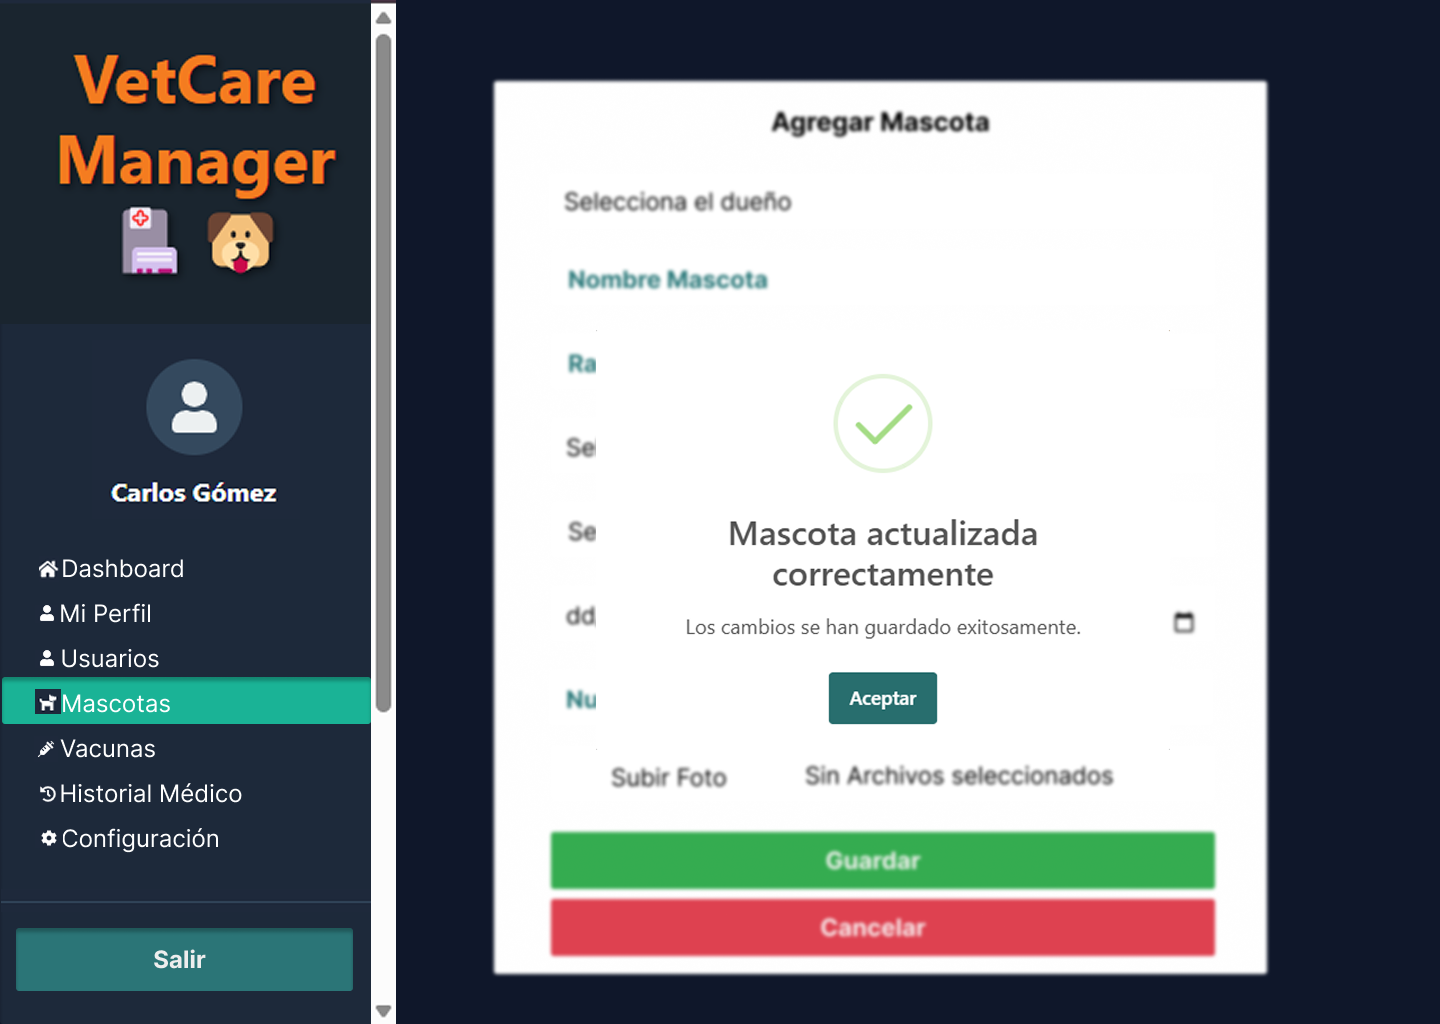 VetCare
Manager
Carlos Gómez
Dashboard
Mi Perfil
Usuarios
Mascotas
Vacunas
Historial Médico
Configuración
Salir
Agregar Mascota
Selecciona el dueño
Nombre Mascota
Ra
Se
Se
dd
Nu
Mascota actualizada
correctamente
Los cambios se han guardado exitosamente.
Aceptar
Subir Foto
Sin Archivos seleccionados
Guardar
Cancelar